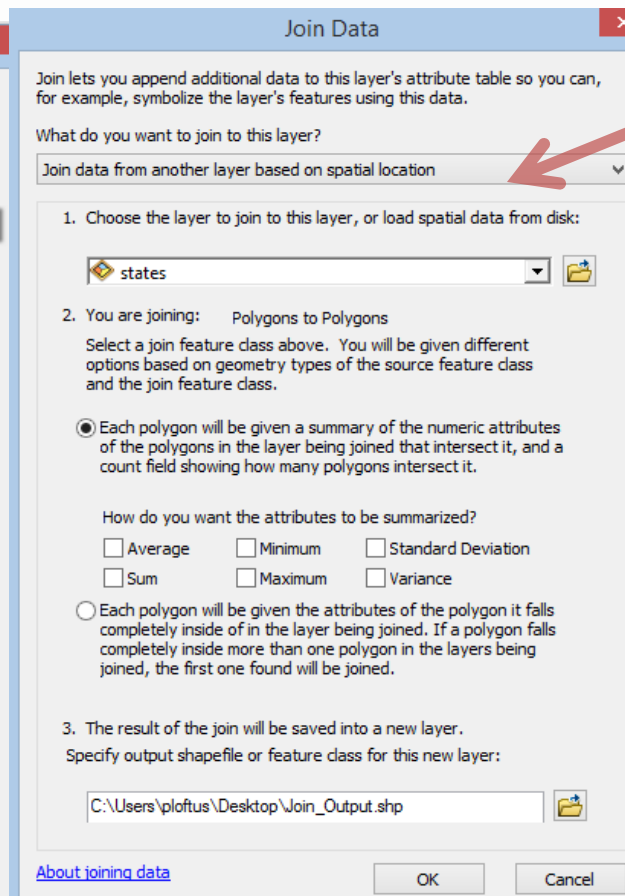 Join Data
Join lets you append additional data to this layer's attribute table so you can,
for example, symbolize the layer's features using this data.
What do you want to join to this layer?
Join data from another layer based on spatial location
1. Choose the layer to join to this layer, or load spatial data from disk:
states
2. You are joining: Polygons to Polygons
Select a join feature class above. You will be given different
options based on geometry types of the source feature class
and the join feature class.
Each polygon will be given a summary of the numeric attributes
of the polygons in the layer being joined that intersect it, and a
count field showing how many polygons intersect it.
How do you want the attributes to be summarized?
Average Minimum Standard Deviation
Sum Maximum Variance
Each polygon will be given the attributes of the polygon it falls
completely inside of in the layer being joined. If a polygon falls
completely inside more than one polygon in the layers being
joined, the first one found will be joined.
3. The result of the join will be saved into a new layer.
Specify output shapefile or feature class for this new layer:
C:\Users\ploftus\Desktop\Join_Output.shp
About joining data OK Cancel